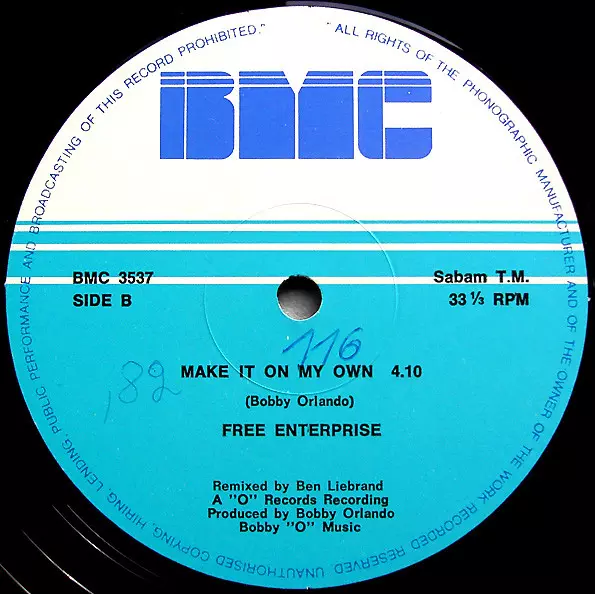 "ALL RIGHTS OF THE PHONOGRAPHIC MANUFACTURER AND OF THE OWNER OF THE WORK RECORDED RESERVED. UNAUTHORISED COPYING, HIRING, LENDING, PUBLIC PERFORMANCE AND BROADCASTING OF THIS RECORD PROHIBITED."
BMC
BMC 3537
Sabam T.M.
SIDE B
33 ⅓ RPM
116
,82
MAKE IT ON MY OWN 4.10
(Bobby Orlando)
FREE ENTERPRISE
Remixed by Ben Liebrand
A "O" Records Recording
Produced by Bobby Orlando
Bobby "O" Music